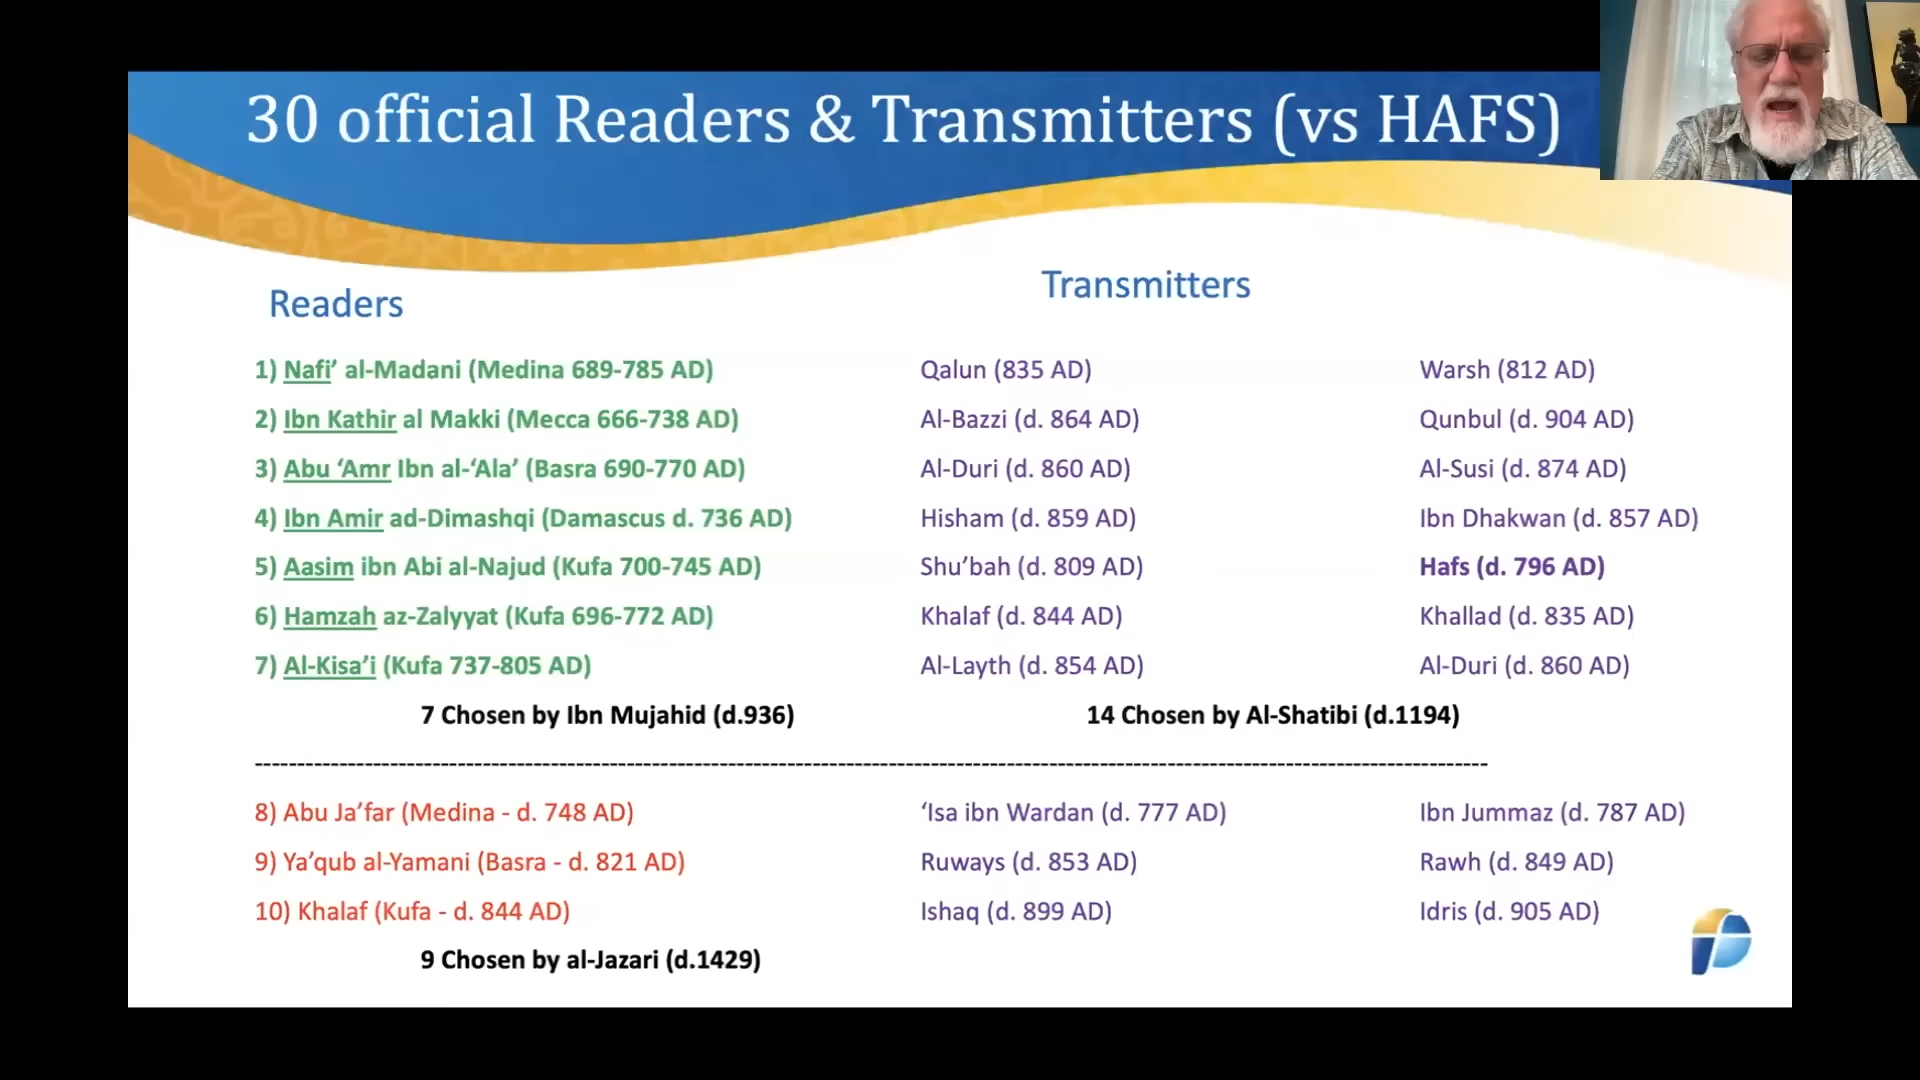 30 official Readers & Transmitters (vs HAFS)
Readers
Transmitters
1) Nafi’ al-Madani (Medina 689-785 AD) Qalun (835 AD) Warsh (812 AD)
2) Ibn Kathir al Makki (Mecca 666-738 AD) Al-Bazzi (d. 864 AD) Qunbul (d. 904 AD)
3) Abu ‘Amr Ibn al-‘Ala’ (Basra 690-770 AD) Al-Duri (d. 860 AD) Al-Susi (d. 874 AD)
4) Ibn Amir ad-Dimashqi (Damascus d. 736 AD) Hisham (d. 859 AD) Ibn Dhakwan (d. 857 AD)
5) Aasim ibn Abi al-Najud (Kufa 700-745 AD) Shu’bah (d. 809 AD) Hafs (d. 796 AD)
6) Hamzah az-Zalyyat (Kufa 696-772 AD) Khalaf (d. 844 AD) Khallad (d. 835 AD)
7) Al-Kisa’i (Kufa 737-805 AD) Al-Layth (d. 854 AD) Al-Duri (d. 860 AD)
7 Chosen by Ibn Mujahid (d.936) 14 Chosen by Al-Shatibi (d.1194)
8) Abu Ja’far (Medina - d. 748 AD) ‘Isa ibn Wardan (d. 777 AD) Ibn Jummaz (d. 787 AD)
9) Ya’qub al-Yamani (Basra - d. 821 AD) Ruways (d. 853 AD) Rawh (d. 849 AD)
10) Khalaf (Kufa - d. 844 AD) Ishaq (d. 899 AD) Idris (d. 905 AD)
9 Chosen by al-Jazari (d.1429)